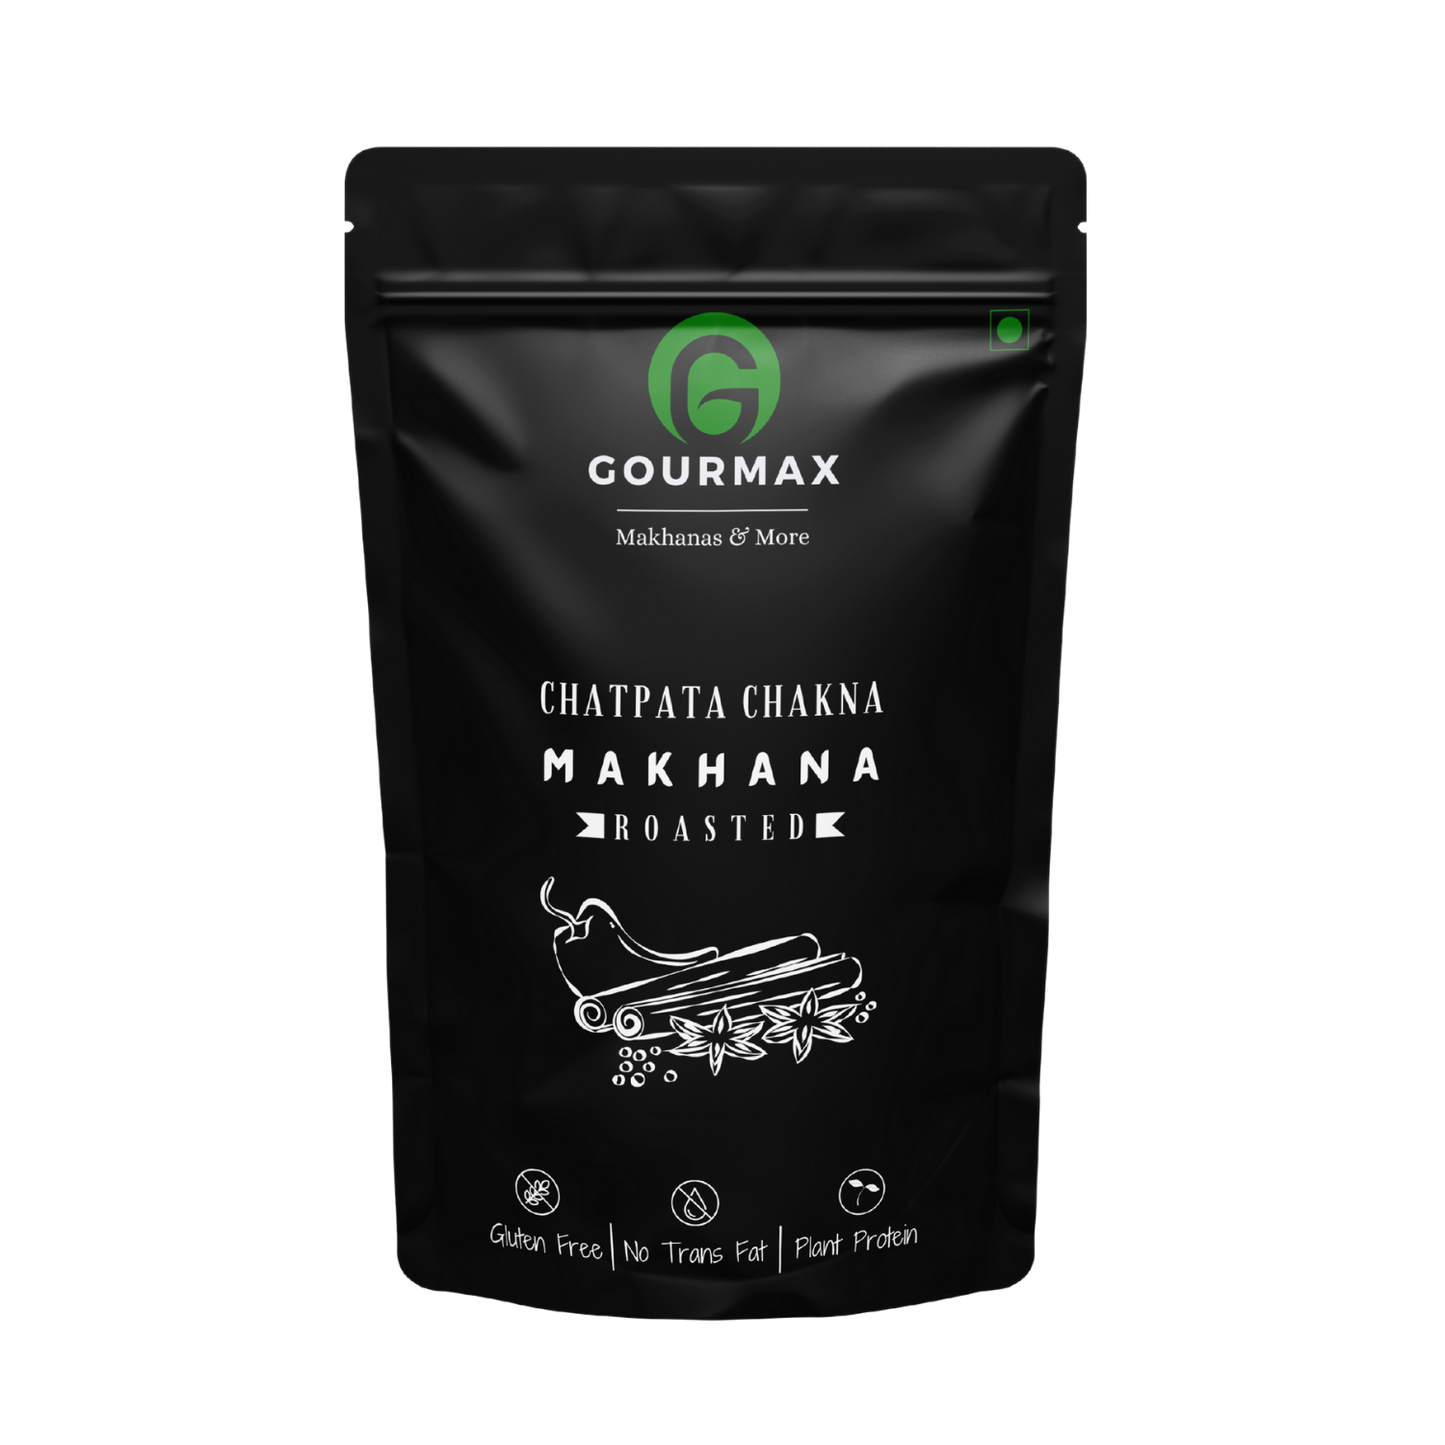 GOURMAX
Makhanas & More
CHATPATA CHAKNA
MAKHANA
ROASTED
Gluten Free | No Trans Fat | Plant Protein